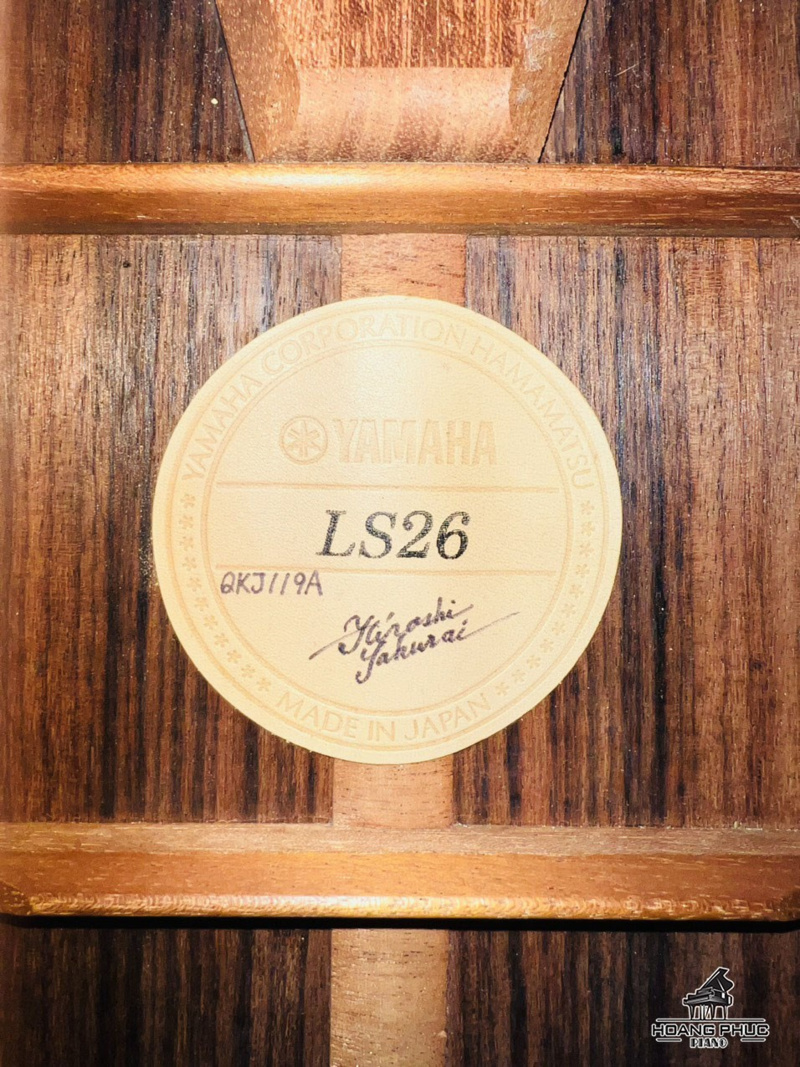 YAMAHA CORPORATION HAMAMATSU
YAMAHA
LS26
QKJ119A
Hiroshi
Sakurai
MADE IN JAPAN
HOANG PHUC
PIANO